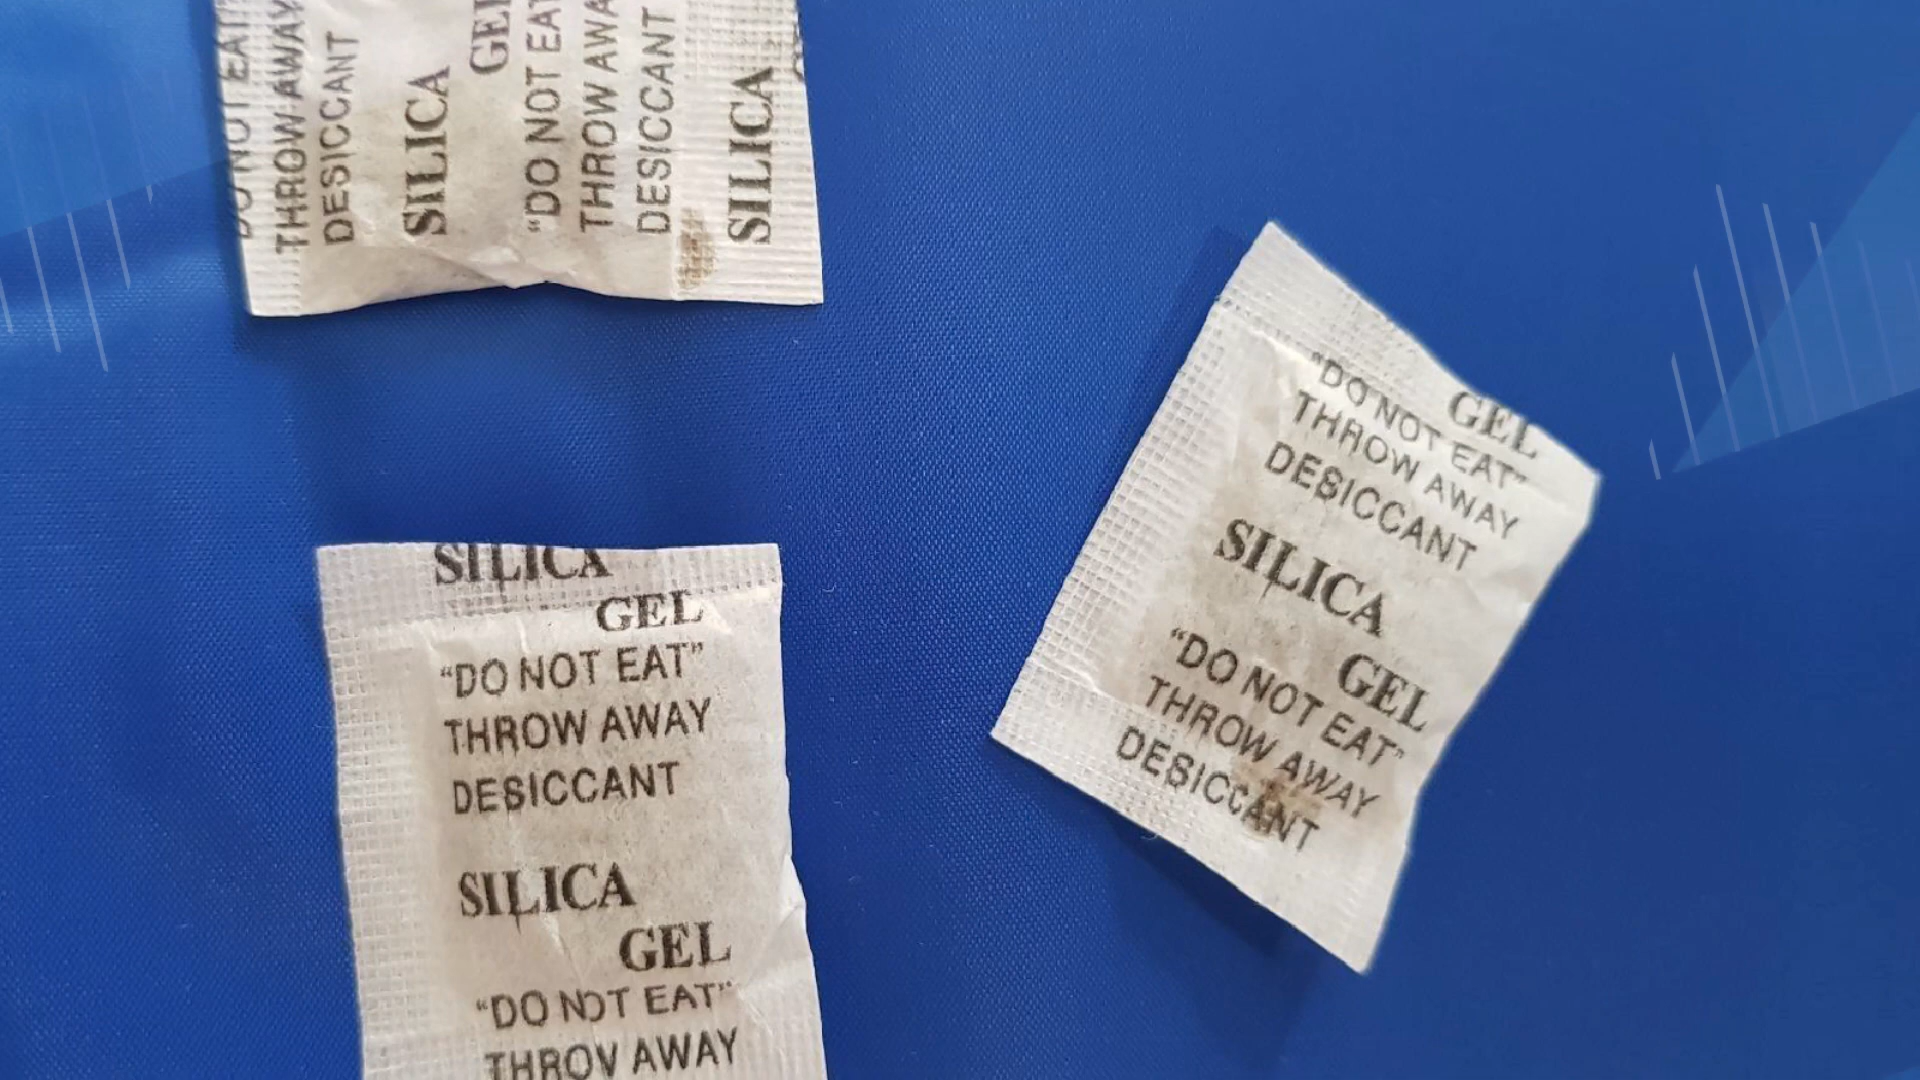 DO NOT EAT
THROW AWAY
DESICCANT
SILICA
GEL
"DO NOT EAT
THROW AWAY
DESICCANT
SILICA
SILICA
GEL
"DO NOT EAT"
THROW AWAY
DESICCANT
SILICA
GEL
"DO NOT EAT"
THROW AWAY
GEL
"DO NOT EAT"
THROW AWAY
DESICCANT
SILICA
GEL
"DO NOT EAT"
THROW AWAY
DESICCANT